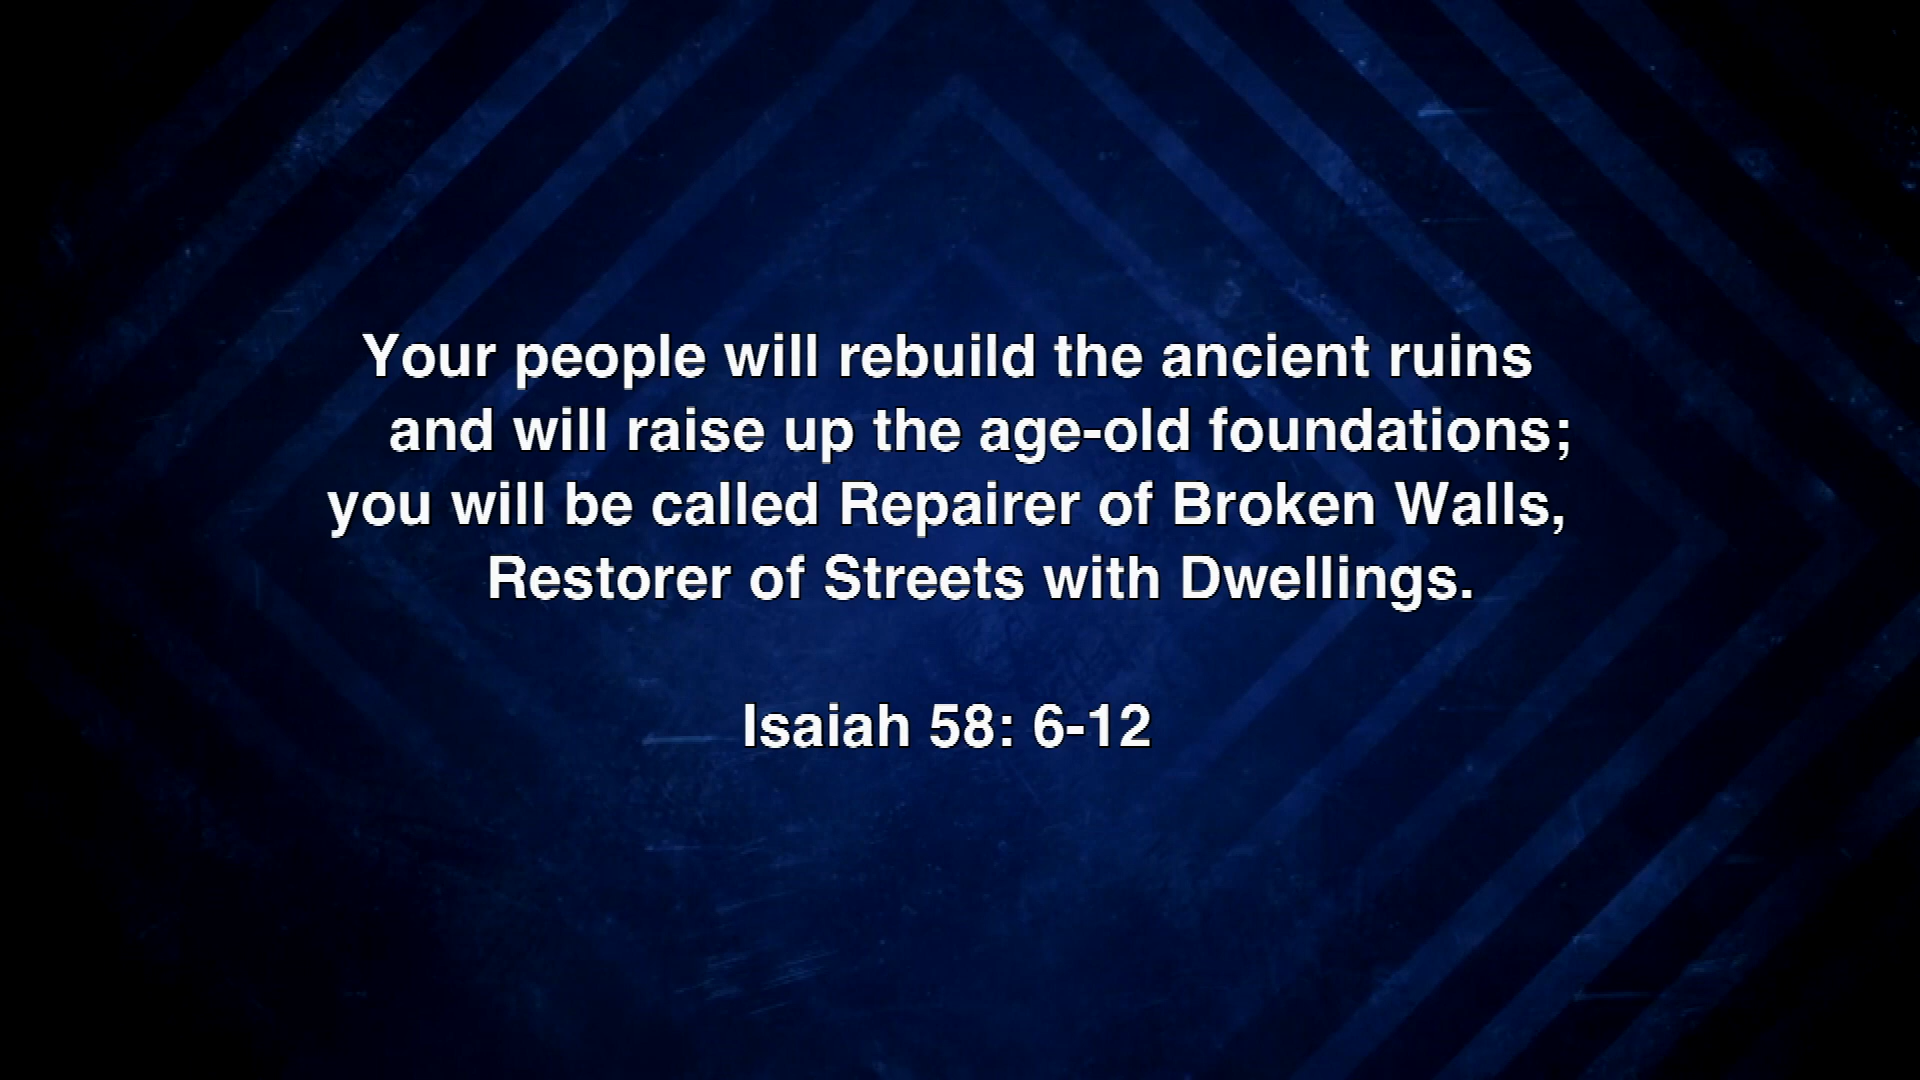 Your people will rebuild the ancient ruins
and will raise up the age-old foundations;
you will be called Repairer of Broken Walls,
Restorer of Streets with Dwellings.
Isaiah 58: 6-12